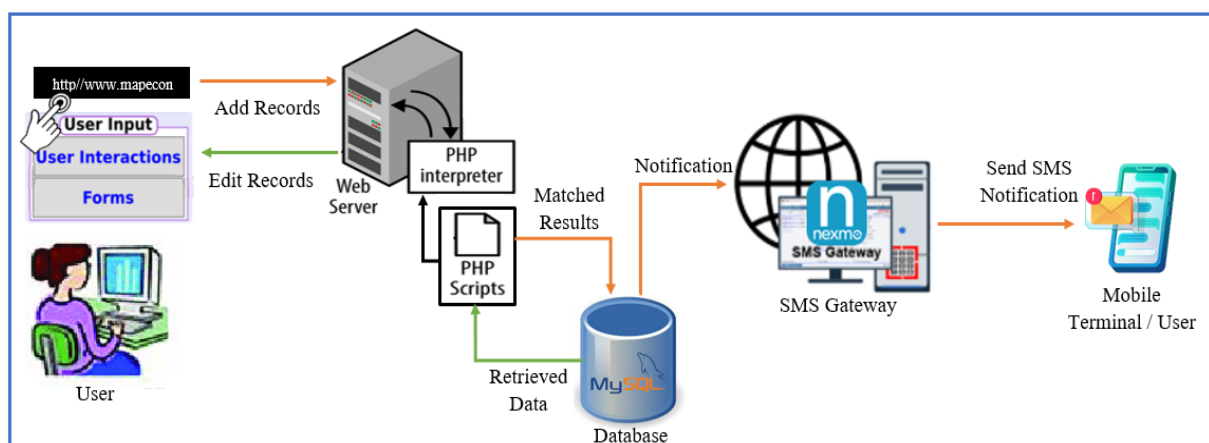 http//www.mapecon
Add Records
User Input
User Interactions
Forms
Edit Records
Web
Server
PHP
interpreter
PHP
Scripts
User
Matched
Results
Retrieved
Data
MySQL
Database
Notification
n
nexmo
SMS Gateway
SMS Gateway
Send SMS
Notification
1
Mobile
Terminal / User